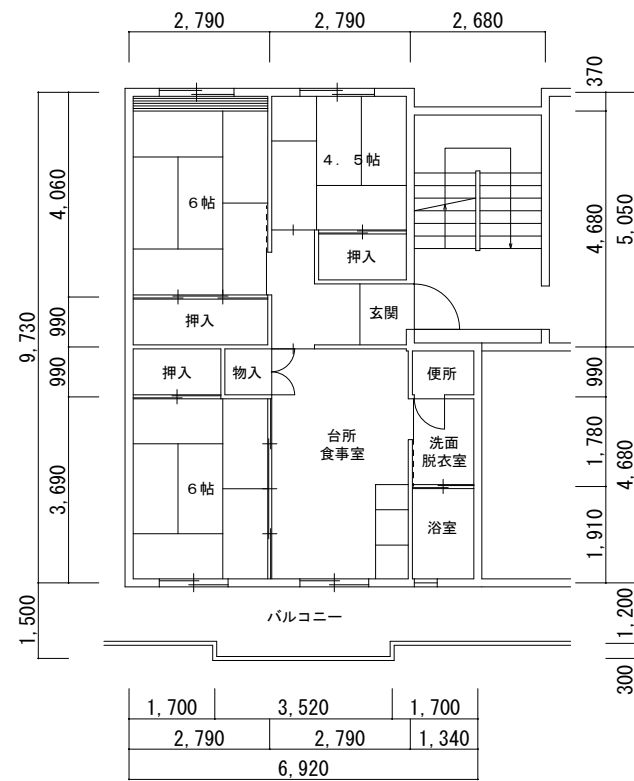 2,790
2,790
2,680
370
4,060
4.5帖
6帖
4,680
5,050
押入
9,730
990
押入
玄関
990
押入
物入
便所
990
台所
食事室
洗面
脱衣室
1,780
4,680
3,690
6帖
浴室
1,910
1,500
バルコニー
1,200
300
1,700
3,520
1,700
2,790
2,790
1,340
6,920